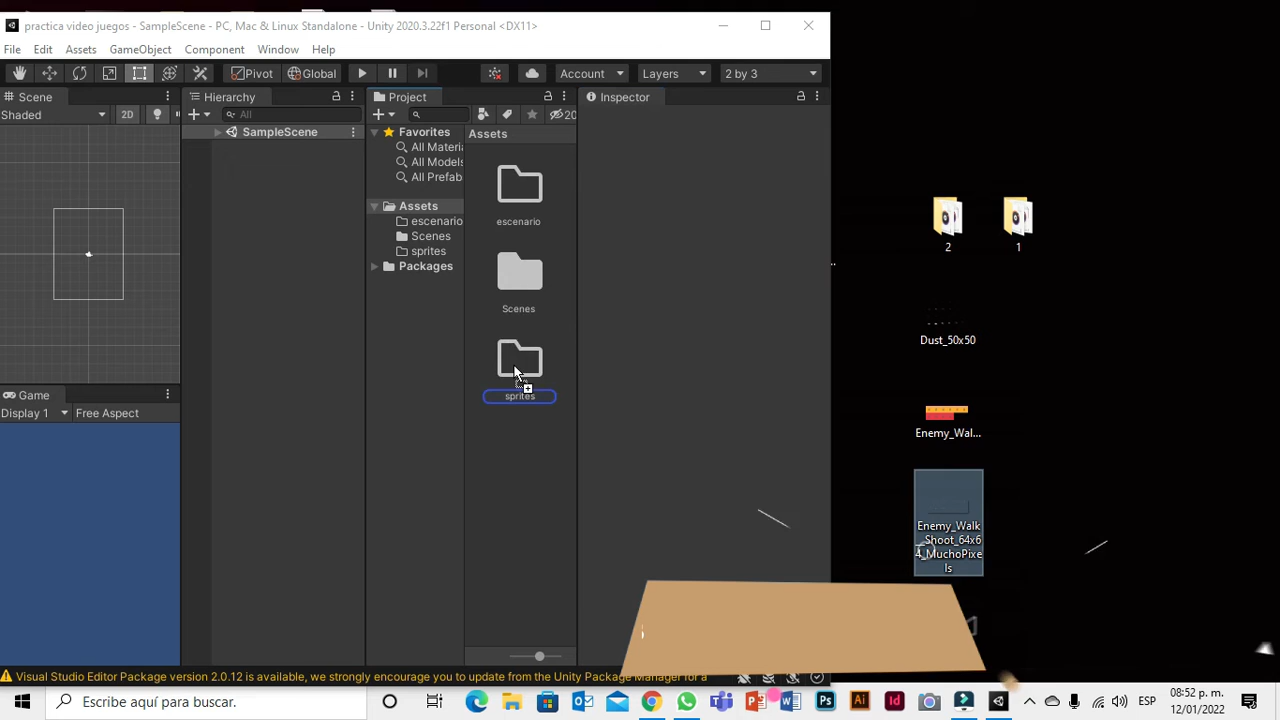 practica video juegos - SampleScene - PC, Mac & Linux Standalone - Unity 2020.3.22f1 Personal <DX11>
File Edit Assets GameObject Component Window Help
Pivot Global Account Layers 2 by 3
Scene Hierarchy Project Inspector
Shaded 2D All 20
SampleScene
Favorites
All Materi
All Models
All Prefab
Assets
escenario
Scenes
sprites
Packages
Assets
escenario
Scenes
sprites
Game
Display 1 Free Aspect
2 1
Dust_50x50
Enemy_Wal...
Enemy_Walk
_Shoot_64x6
4_MuchoPixe
ls
Visual Studio Editor Package version 2.0.12 is available, we strongly encourage you to update from the Unity Package Manager for a
Escribe aquí para buscar.
ESP
08:52 p. m.
12/01/2022